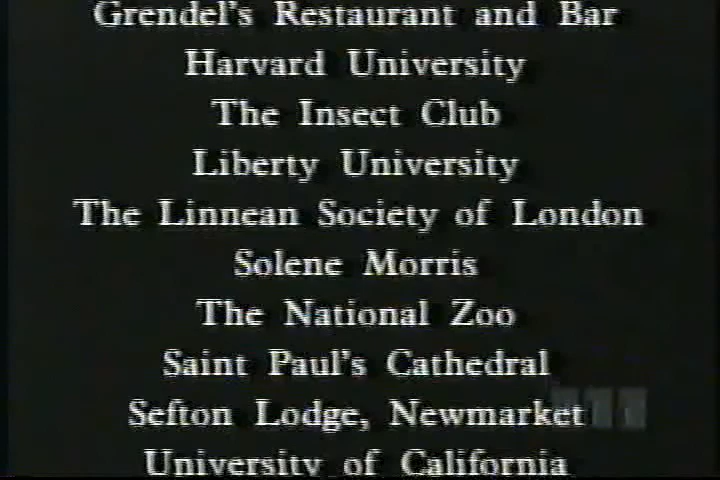 Grendel's Restaurant and Bar
Harvard University
The Insect Club
Liberty University
The Linnean Society of London
Solene Morris
The National Zoo
Saint Paul's Cathedral
Sefton Lodge, Newmarket
University of California